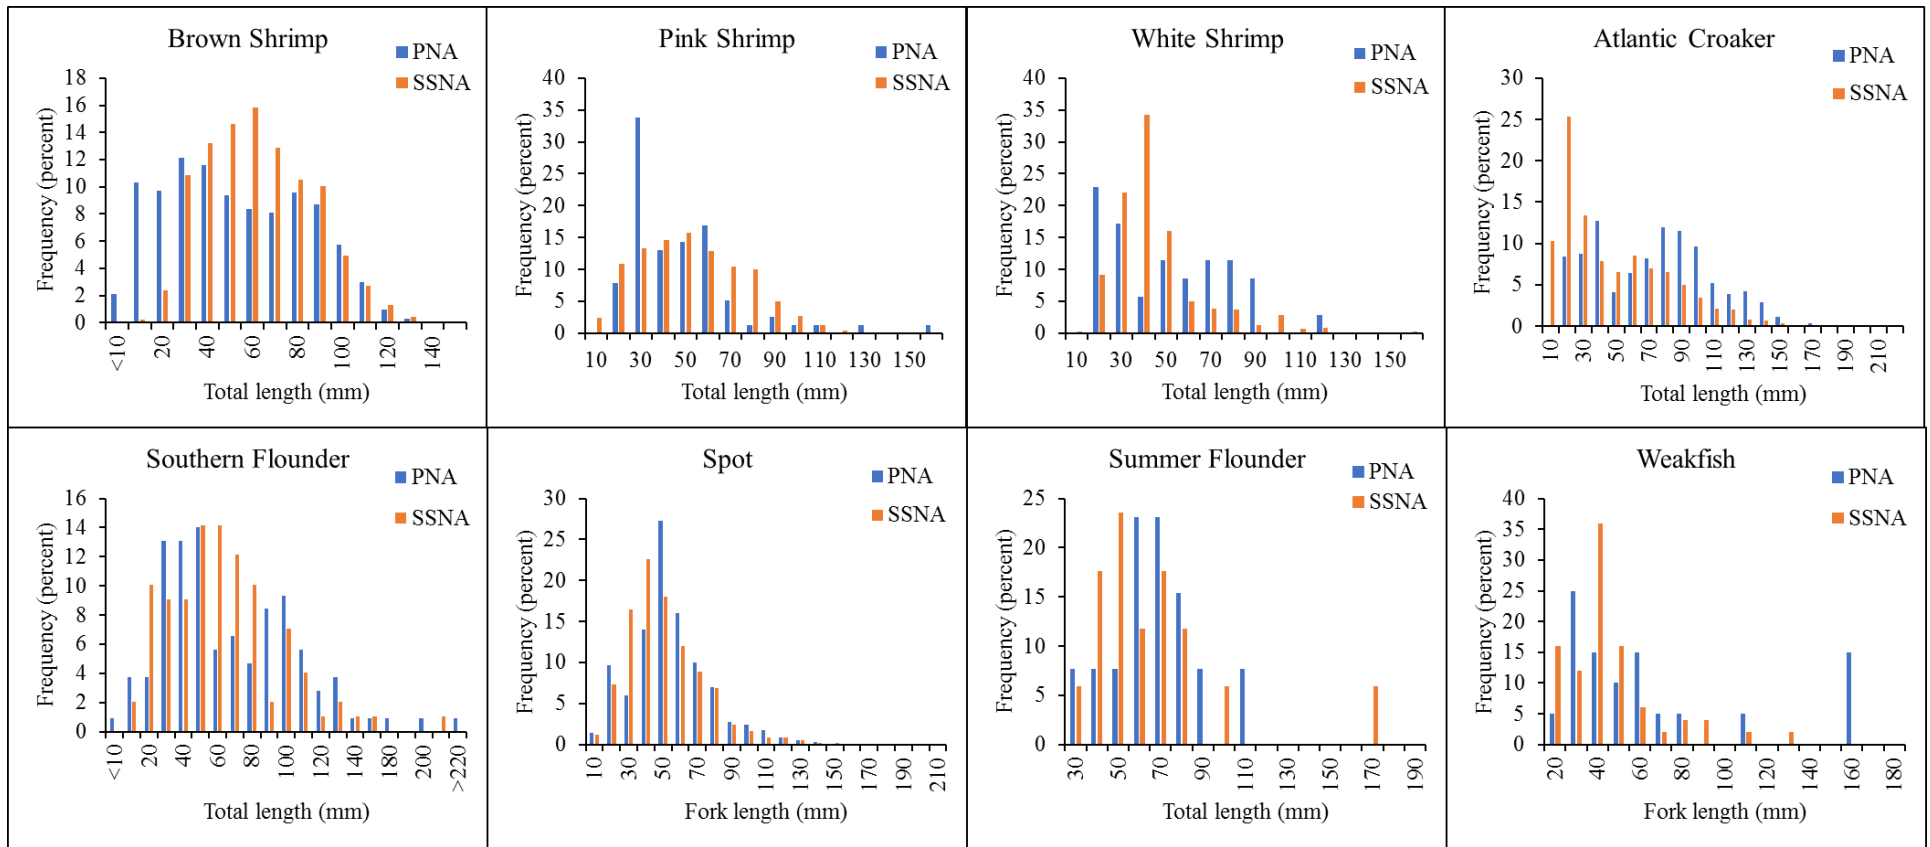 Brown Shrimp
PNA
SSNA
18
16
14
12
10
8
6
4
2
0
Frequency (percent)
<10
20
40
60
80
100
120
140
Total length (mm)
Pink Shrimp
PNA
SSNA
40
35
30
25
20
15
10
5
0
Frequency (percent)
10 30 50 70 90 110 130 150
Total length (mm)
White Shrimp
PNA
SSNA
40
35
30
25
20
15
10
5
0
Frequency (percent)
10 30 50 70 90 110 130 150
Total length (mm)
Atlantic Croaker
PNA
SSNA
30
25
20
15
10
5
0
Frequency (percent)
10
30
50
70
90
110
130
150
170
190
210
Total length (mm)
Southern Flounder
PNA
SSNA
16
14
12
10
8
6
4
2
0
Frequency (percent)
<10
20
40
60
80
100
120
140
180
200
>220
Total length (mm)
Spot
PNA
SSNA
30
25
20
15
10
5
0
Frequency (percent)
10
30
50
70
90
110
130
150
170
190
210
Fork length (mm)
Summer Flounder
PNA
SSNA
25
20
15
10
5
0
Frequency (percent)
30
50
70
90
110
130
150
170
190
Total length (mm)
Weakfish
PNA
SSNA
40
35
30
25
20
15
10
5
0
Frequency (percent)
20
40
60
80
100
120
140
160
180
Fork length (mm)